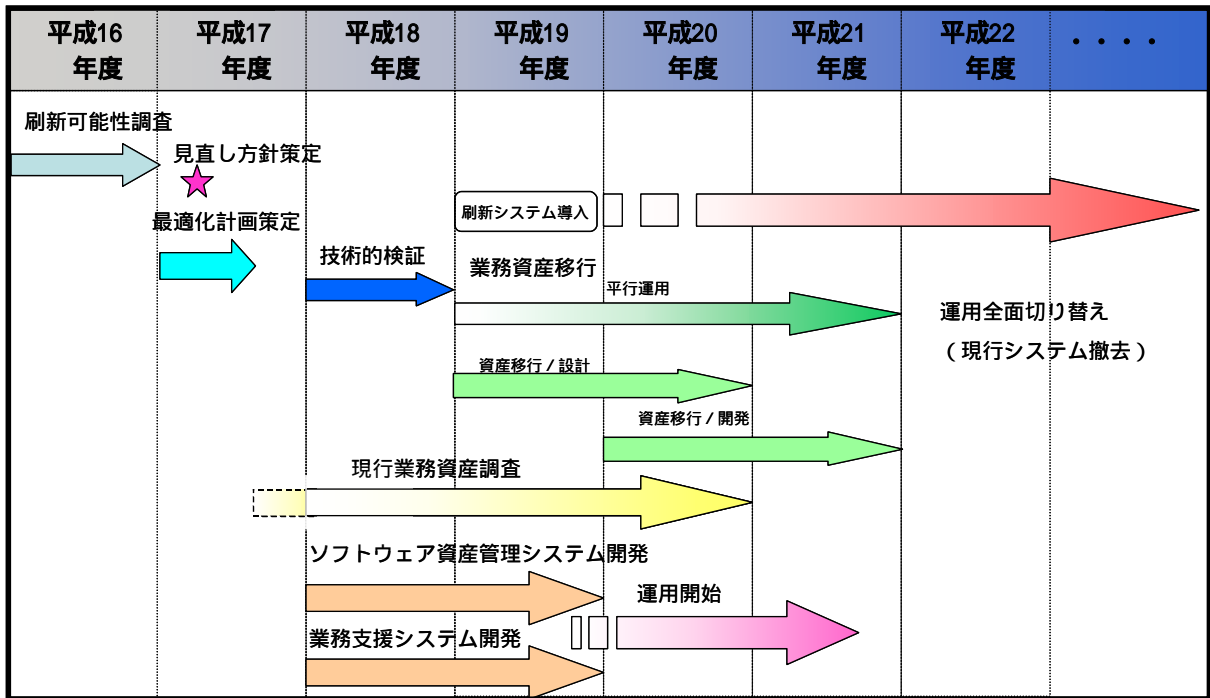 平成16
年度
平成17
年度
平成18
年度
平成19
年度
平成20
年度
平成21
年度
平成22
年度
・・・・
刷新可能性調査
見直し方針策定
最適化計画策定
刷新システム導入
技術的検証
業務資産移行
平行運用
運用全面切り替え
（現行システム撤去）
資産移行/設計
資産移行/開発
現行業務資産調査
ソフトウェア資産管理システム開発
運用開始
業務支援システム開発